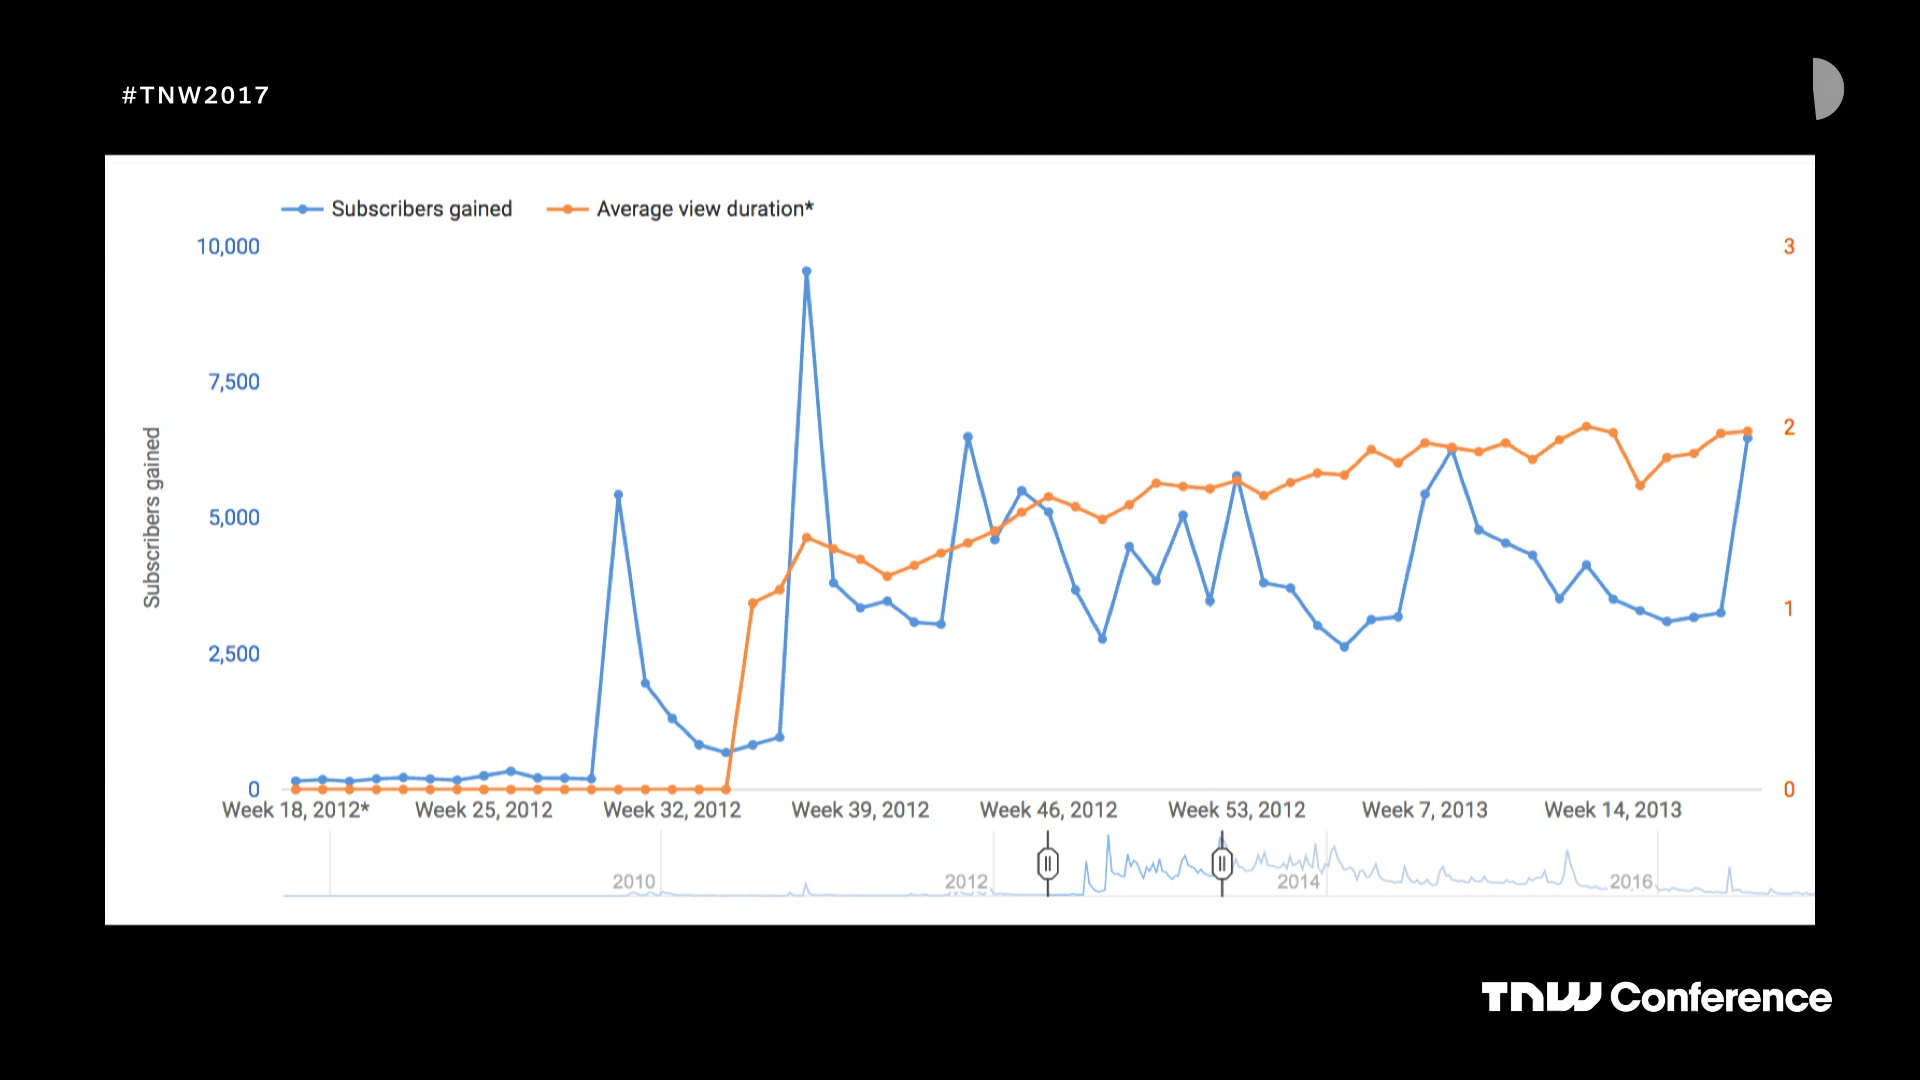 #TNW2017
Subscribers gained
Average view duration*
10,000
7,500
5,000
2,500
0
Subscribers gained
3
2
1
0
Week 18, 2012*
Week 25, 2012
Week 32, 2012
Week 39, 2012
Week 46, 2012
Week 53, 2012
Week 7, 2013
Week 14, 2013
2010
2012
2014
2016
TNW Conference